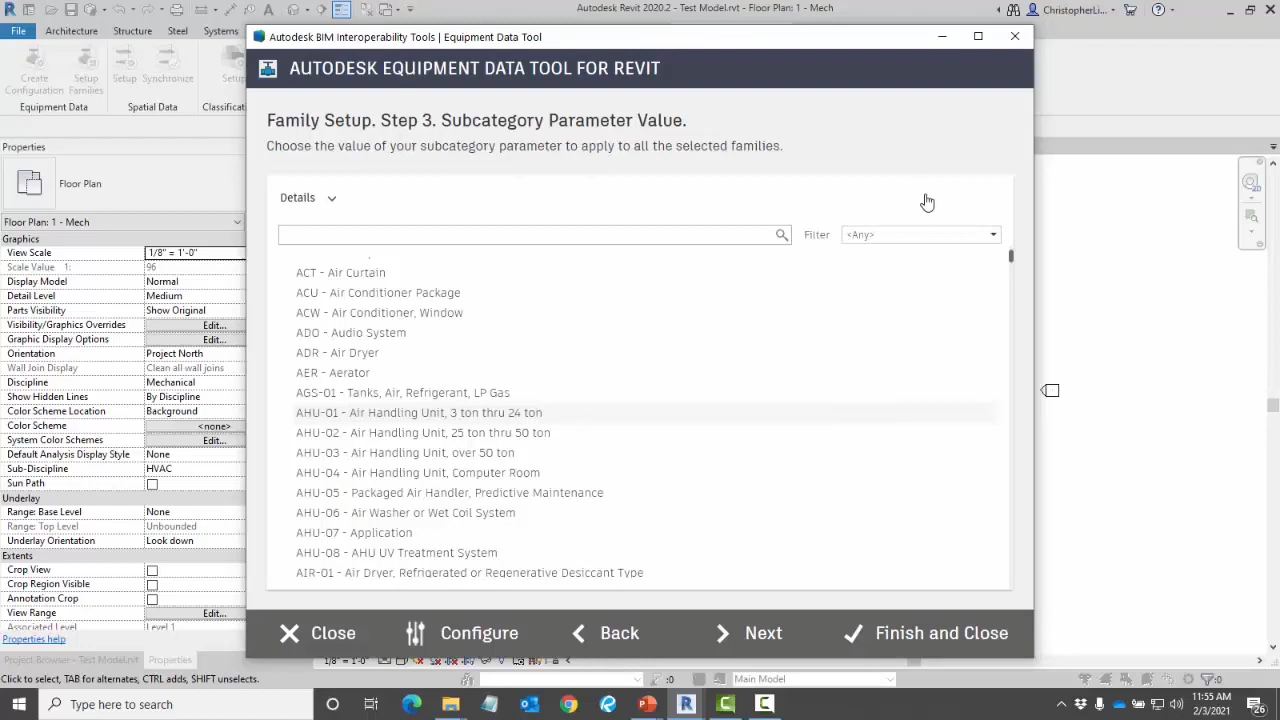 Autodesk Revit 2020.2 - Test Model.rvt - Floor Plan: 1 - Mech
ChristopherLi...
File
Architecture
Structure
Steel
Systems
Autodesk BIM Interoperability Tools | Equipment Data Tool
AUTODESK EQUIPMENT DATA TOOL FOR REVIT
Create
Configuration
Setup
Families
Setup
Synchronize
Setup
Equipment Data
Spatial Data
Classificati
Family Setup. Step 3. Subcategory Parameter Value.
Choose the value of your subcategory parameter to apply to all the selected families.
Properties
Floor Plan
Floor Plan: 1 - Mech
Graphics
View Scale 1/8" = 1'-0"
Scale Value 1: 96
Display Model Normal
Detail Level Medium
Parts Visibility Show Original
Visibility/Graphics Overrides Edit...
Graphic Display Options Edit...
Orientation Project North
Wall Join Display Clean all wall joins
Discipline Mechanical
Show Hidden Lines By Discipline
Color Scheme Location Background
Color Scheme <none>
System Color Schemes Edit...
Default Analysis Display Style None
Sub-Discipline HVAC
Sun Path
Underlay
Range: Base Level None
Range: Top Level Unbounded
Underlay Orientation Look down
Extents
Crop View
Crop Region Visible
Annotation Crop
View Range Edit...
Associated Level Level 1
Properties help
Project Browser - Test Model.rvt
Properties
Details
Filter <Any>
ACT - Air Curtain
ACU - Air Conditioner Package
ACW - Air Conditioner, Window
ADO - Audio System
ADR - Air Dryer
AER - Aerator
AGS-01 - Tanks, Air, Refrigerant, LP Gas
AHU-01 - Air Handling Unit, 3 ton thru 24 ton
AHU-02 - Air Handling Unit, 25 ton thru 50 ton
AHU-03 - Air Handling Unit, over 50 ton
AHU-04 - Air Handling Unit, Computer Room
AHU-05 - Packaged Air Handler, Predictive Maintenance
AHU-06 - Air Washer or Wet Coil System
AHU-07 - Application
AHU-08 - AHU UV Treatment System
AIR-01 - Air Dryer, Refrigerated or Regenerative Desiccant Type
Close
Configure
Back
Next
Finish and Close
1/8" = 1'-0"
Click to select, TAB for alternates, CTRL adds, SHIFT unselects.
:0
Main Model
:0
Type here to search
11:55 AM
2/3/2021
26